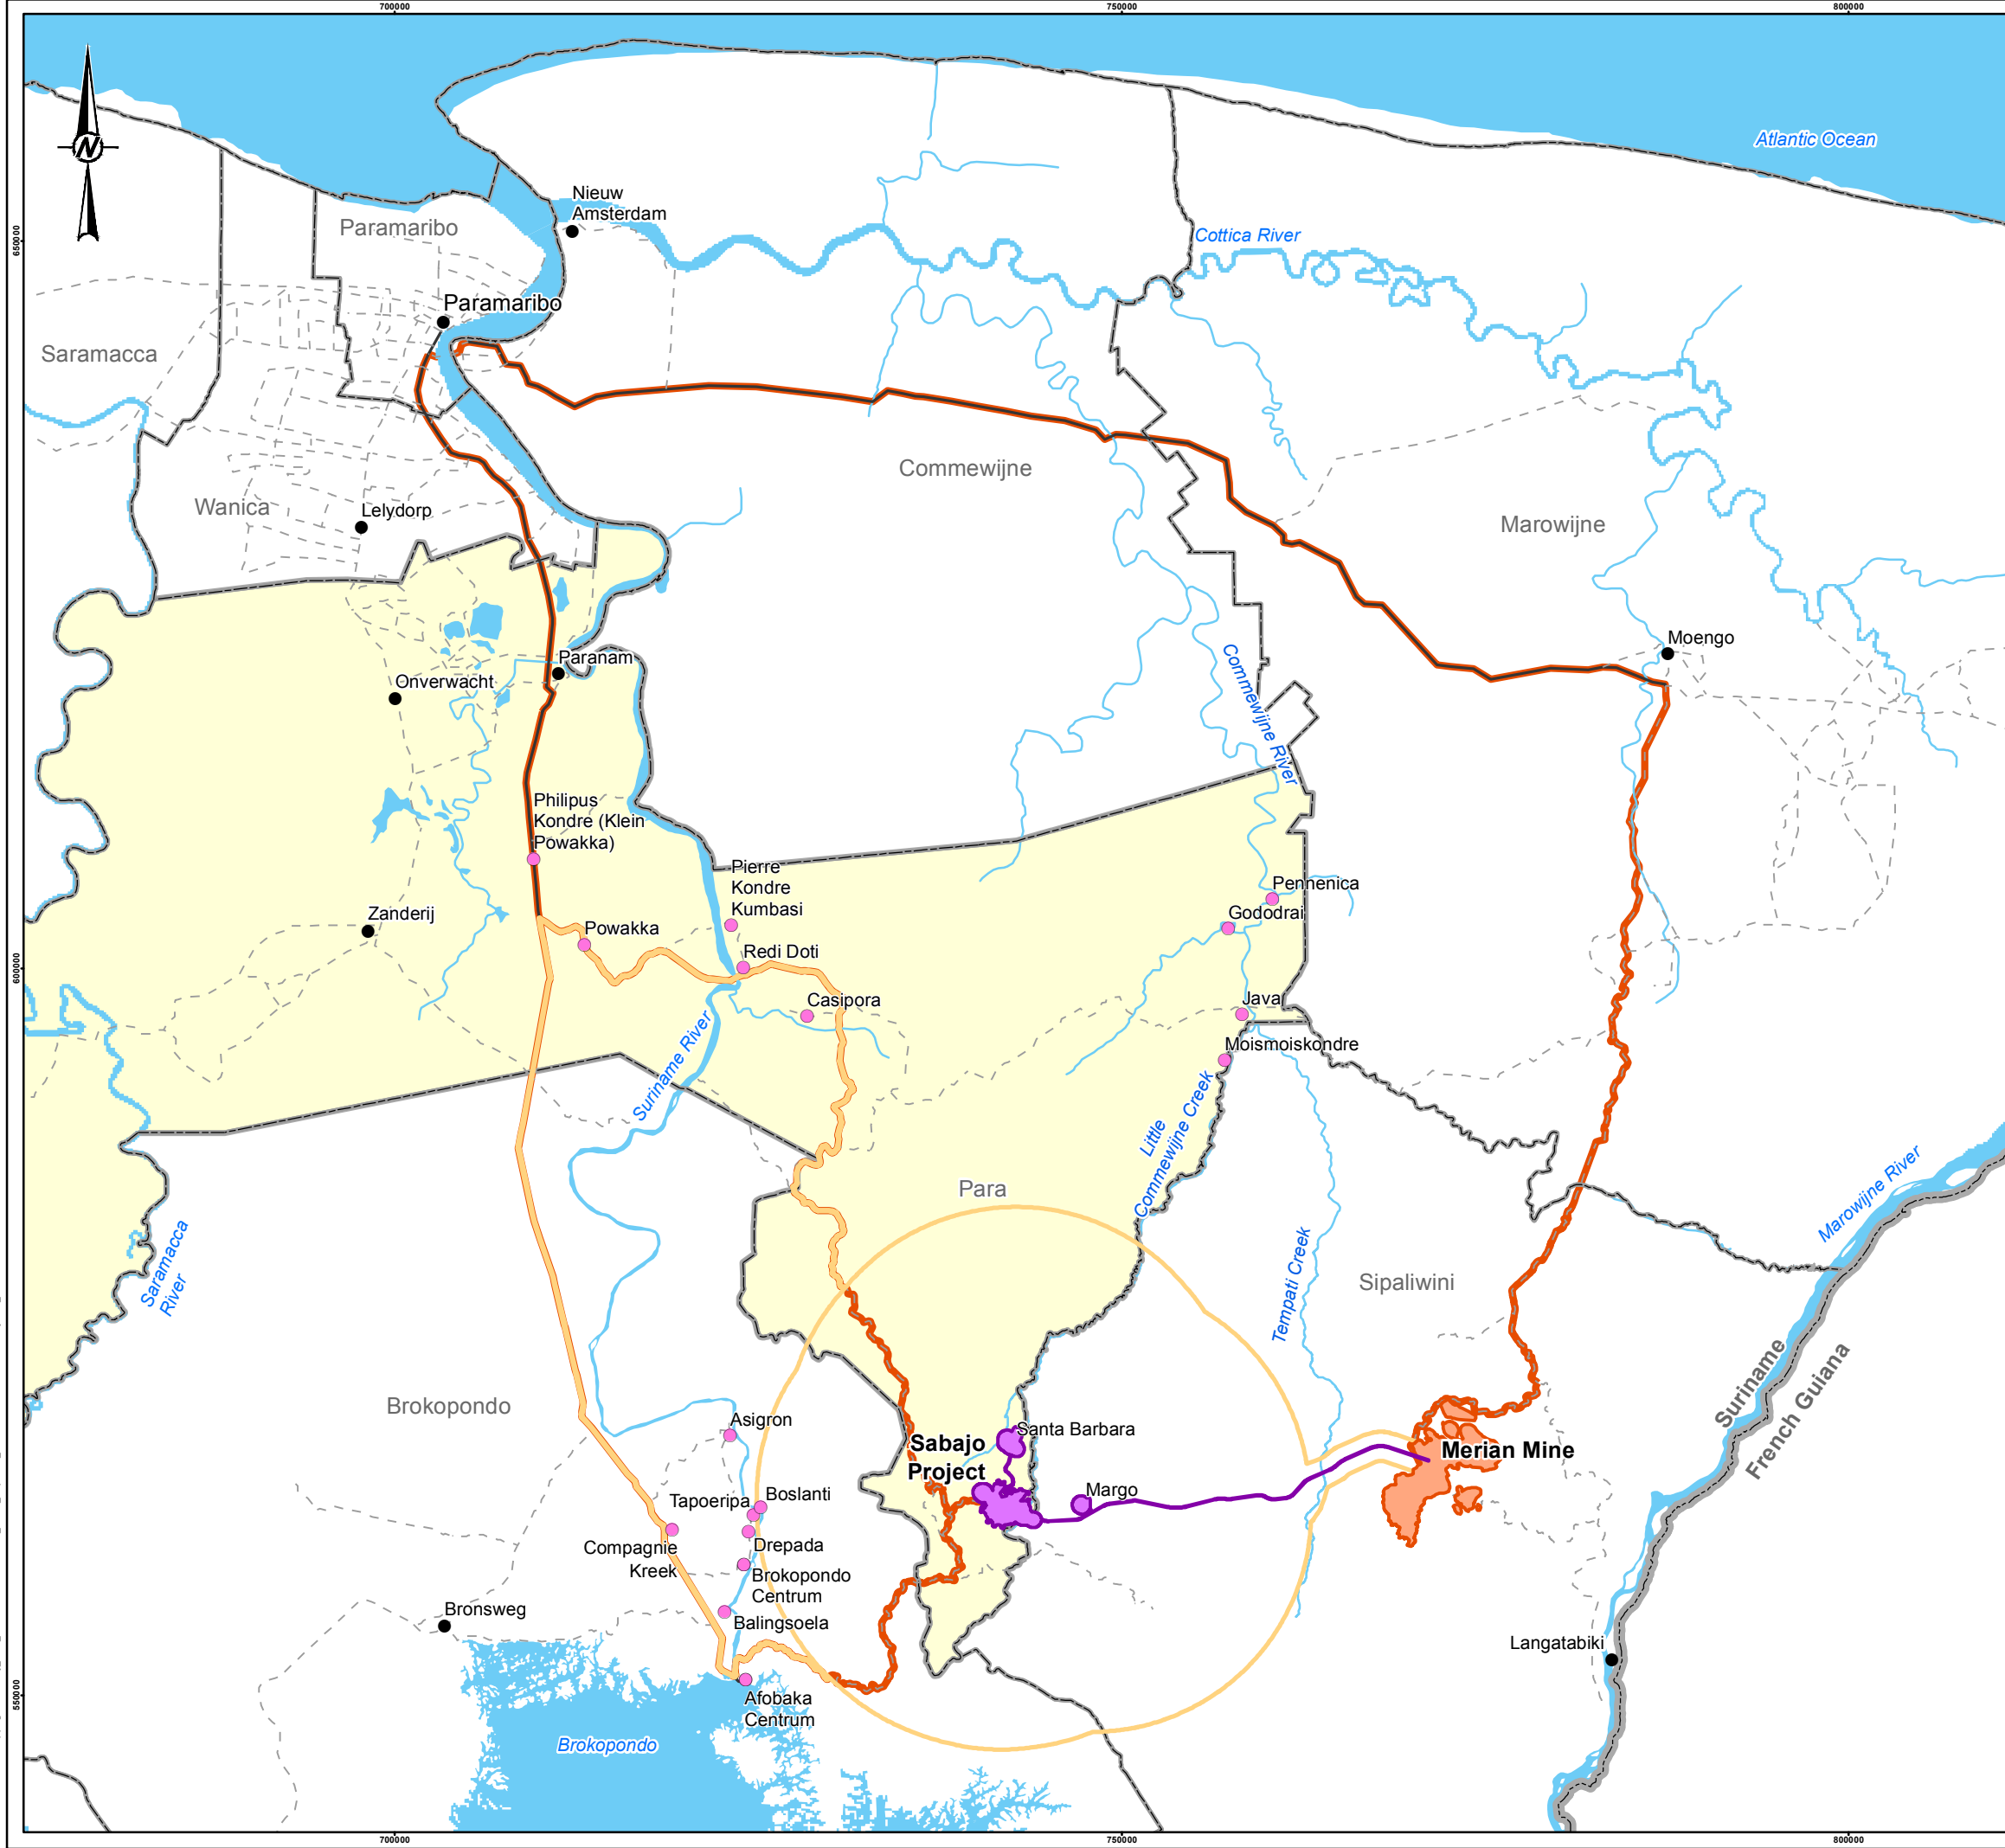 700000
750000
800000
N
Atlantic Ocean
Nieuw
Amsterdam
Paramaribo
Cottica River
650000
Paramaribo
Saramacca
Commewijne
Wanica
Lelydorp
Marowijne
Moengo
Paranam
Onverwacht
Commewijne River
Philipus
Kondre (Klein
Powakka)
Pierre
Kondre
Kumbasi
Pennenica
Zanderij
Gododrai
Powakka
Redi Doti
600000
Casipora
Java
Suriname River
Moismoiskondre
Little
Commewijne Creek
Para
Marowijne River
Saramacca
River
Tempati Creek
Sipaliwini
Suriname
French Guiana
Brokopondo
Asigron
Santa Barbara
Sabajo
Project
Merian Mine
Margo
Tapoeripa
Boslanti
Compagnie
Kreek
Drepada
Brokopondo
Centrum
Bronsweg
Balingsoela
Langatabiki
550000
Afobaka
Centrum
Brokopondo
700000
750000
800000